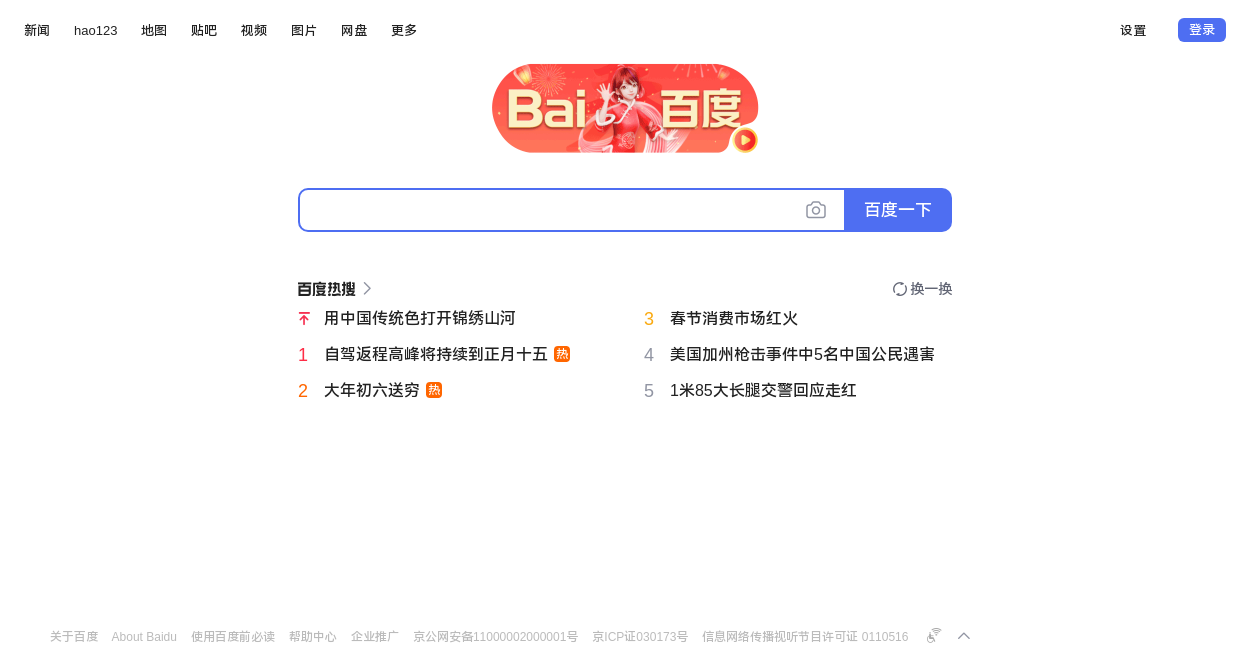 新闻 hao123 地图 贴吧 视频 图片 网盘 更多 设置 登录
Bai 百度
百度一下
百度热搜 换一换
用中国传统色打开锦绣山河
3 春节消费市场红火
1 自驾返程高峰将持续到正月十五 热
4 美国加州枪击事件中5名中国公民遇害
2 大年初六送穷 热
5 1米85大长腿交警回应走红
关于百度 About Baidu 使用百度前必读 帮助中心 企业推广 京公网安备11000002000001号 京ICP证030173号 信息网络传播视听节目许可证 0110516